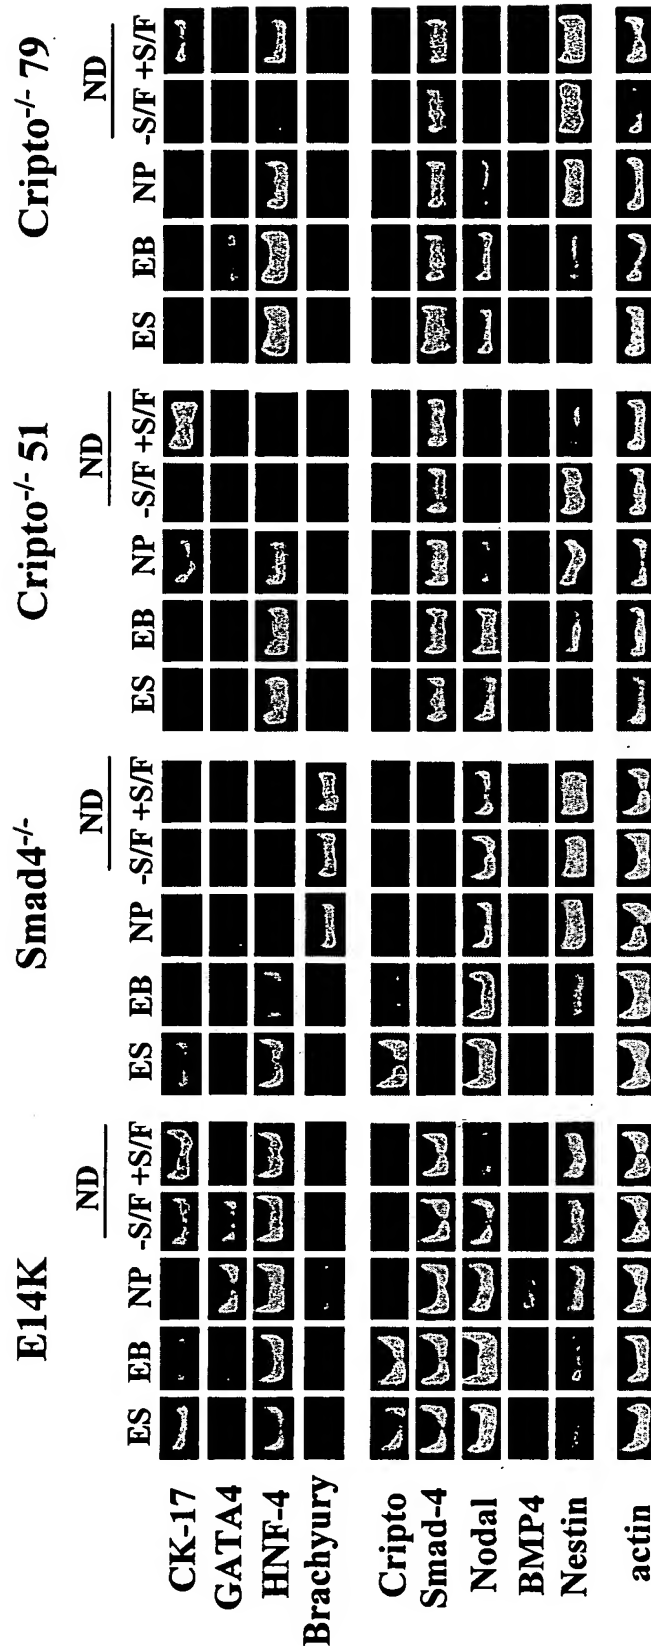 E14K
Smad4-/-
Cripto-/- 51
Cripto-/- 79
ND
ND
ND
ND
ES EB NP -S/F +S/F
ES EB NP -S/F +S/F
ES EB NP -S/F +S/F
ES EB NP -S/F +S/F
CK-17
GATA4
HNF-4
Brachyury
Cripto
Smad-4
Nodal
BMP4
Nestin
actin